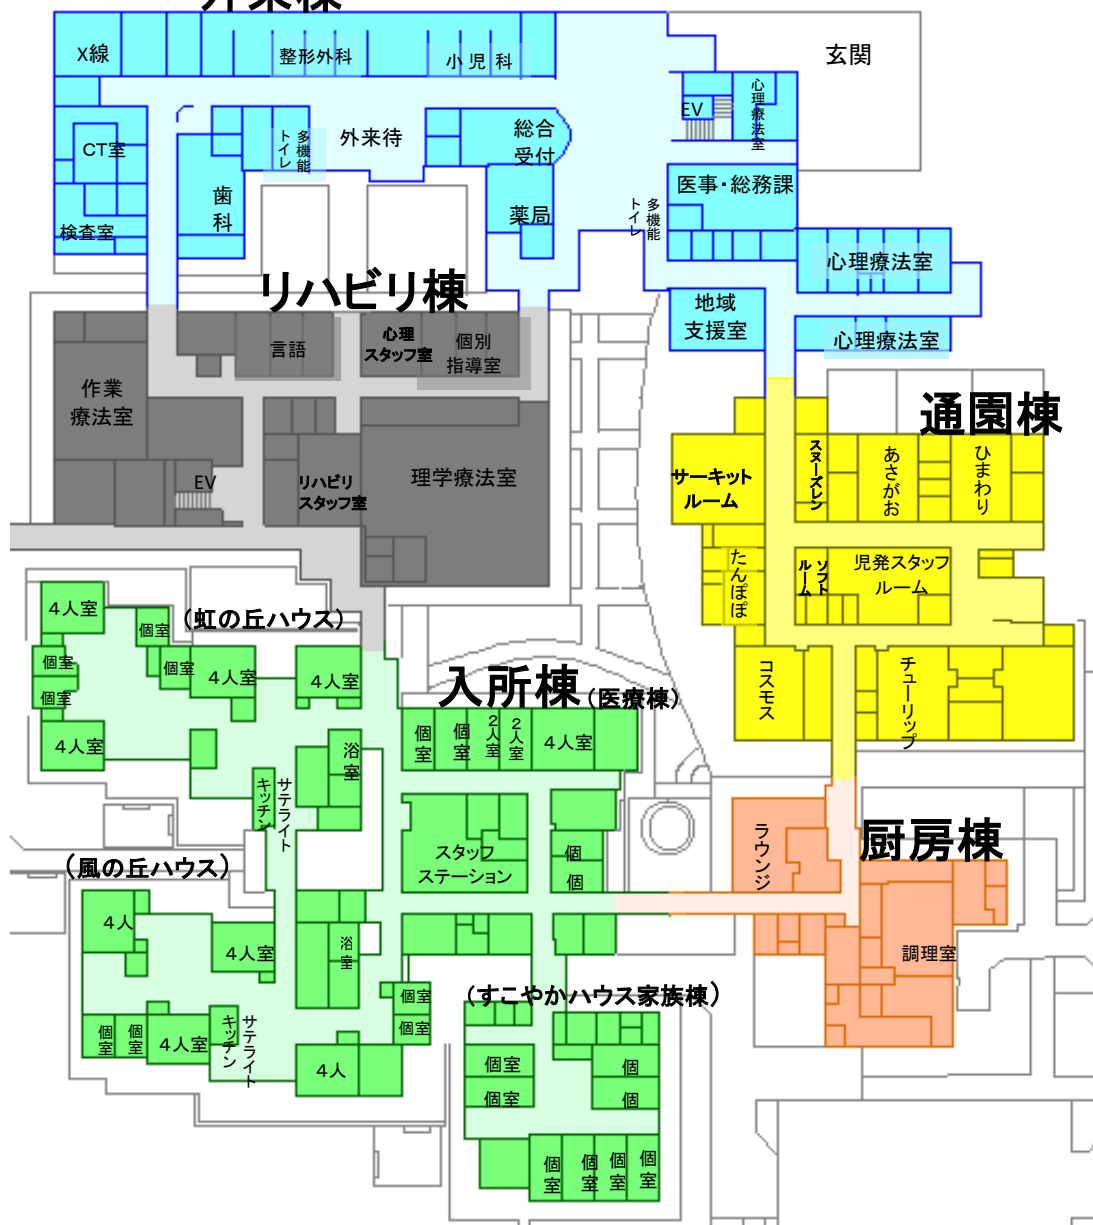 外来棟
X線
整形外科
小児科
玄関
EV
心理療法室
CT室
多機能
トイレ
外来待
総合
受付
歯
科
検査室
薬局
医事・総務課
多機能
トイレ
心理療法室
地域
支援室
心理療法室
リハビリ棟
言語
心理
スタッフ室
個別
指導室
作業
療法室
EV
リハビリ
スタッフ室
理学療法室
通園棟
サーキット
ルーム
スヌーズレン
あさがお
ひまわり
たんぽぽ
ソフト
ルーム
児発スタッフ
ルーム
コスモス
チューリップ
(虹の丘ハウス)
4人室
個室
個室
個室
4人室
4人室
個室
4人室
浴室
サテライト
キッチン
入所棟(医療棟)
個室
個室
2人室
2人室
4人室
スタッフ
ステーション
個
個
ラウンジ
厨房棟
調理室
(風の丘ハウス)
4人
4人室
浴室
個室
個室
個室
個室
4人室
サテライト
キッチン
4人
(すこやかハウス家族棟)
個室
個
個室
個
個室
個室
個室
個室